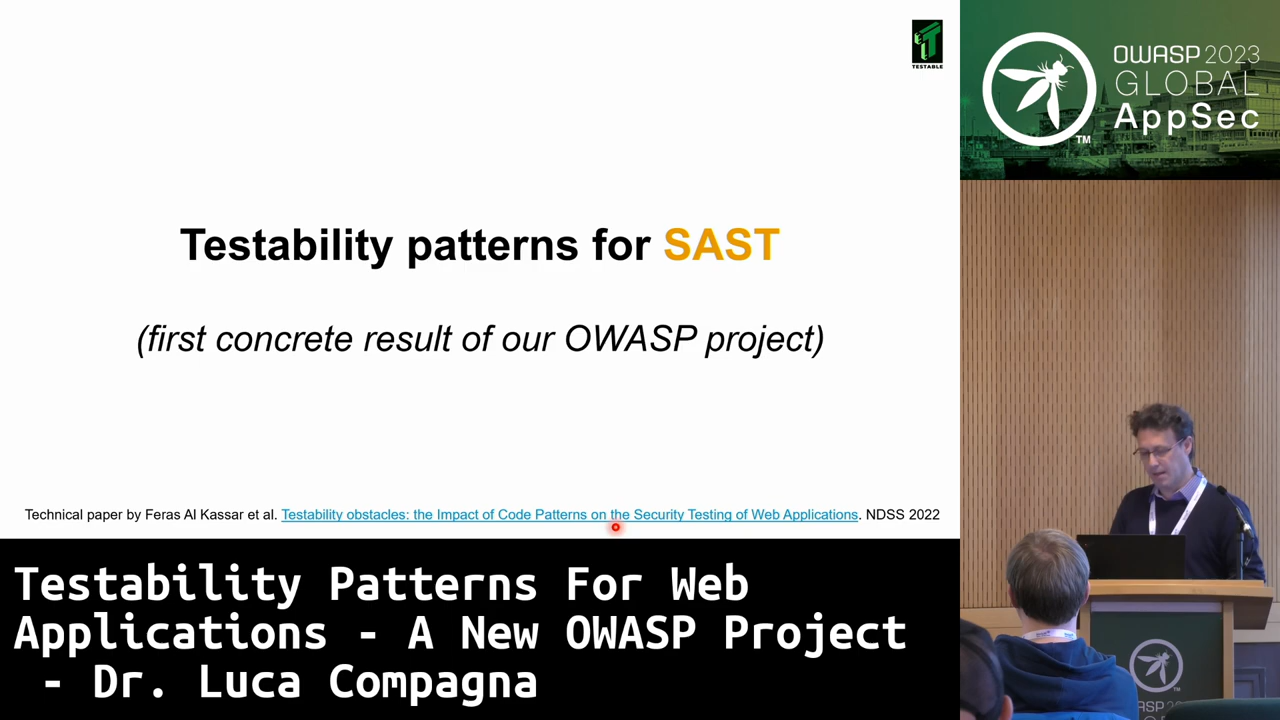 TESTABLE
Testability patterns for SAST
(first concrete result of our OWASP project)
Technical paper by Feras Al Kassar et al. Testability obstacles: the Impact of Code Patterns on the Security Testing of Web Applications. NDSS 2022
OWASP 2023
GLOBAL
AppSec
TM
Testability Patterns For Web
Applications - A New OWASP Project
- Dr. Luca Compagna